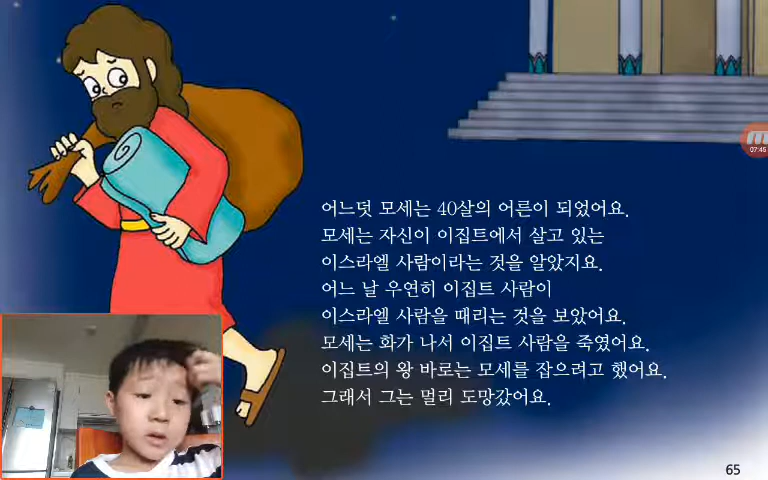 어느덧 모세는 40살의 어른이 되었어요.
모세는 자신이 이집트에서 살고 있는
이스라엘 사람이라는 것을 알았지요.
어느 날 우연히 이집트 사람이
이스라엘 사람을 때리는 것을 보았어요.
모세는 화가 나서 이집트 사람을 죽였어요.
이집트의 왕 바로는 모세를 잡으려고 했어요.
그래서 그는 멀리 도망갔어요.
07:45
65